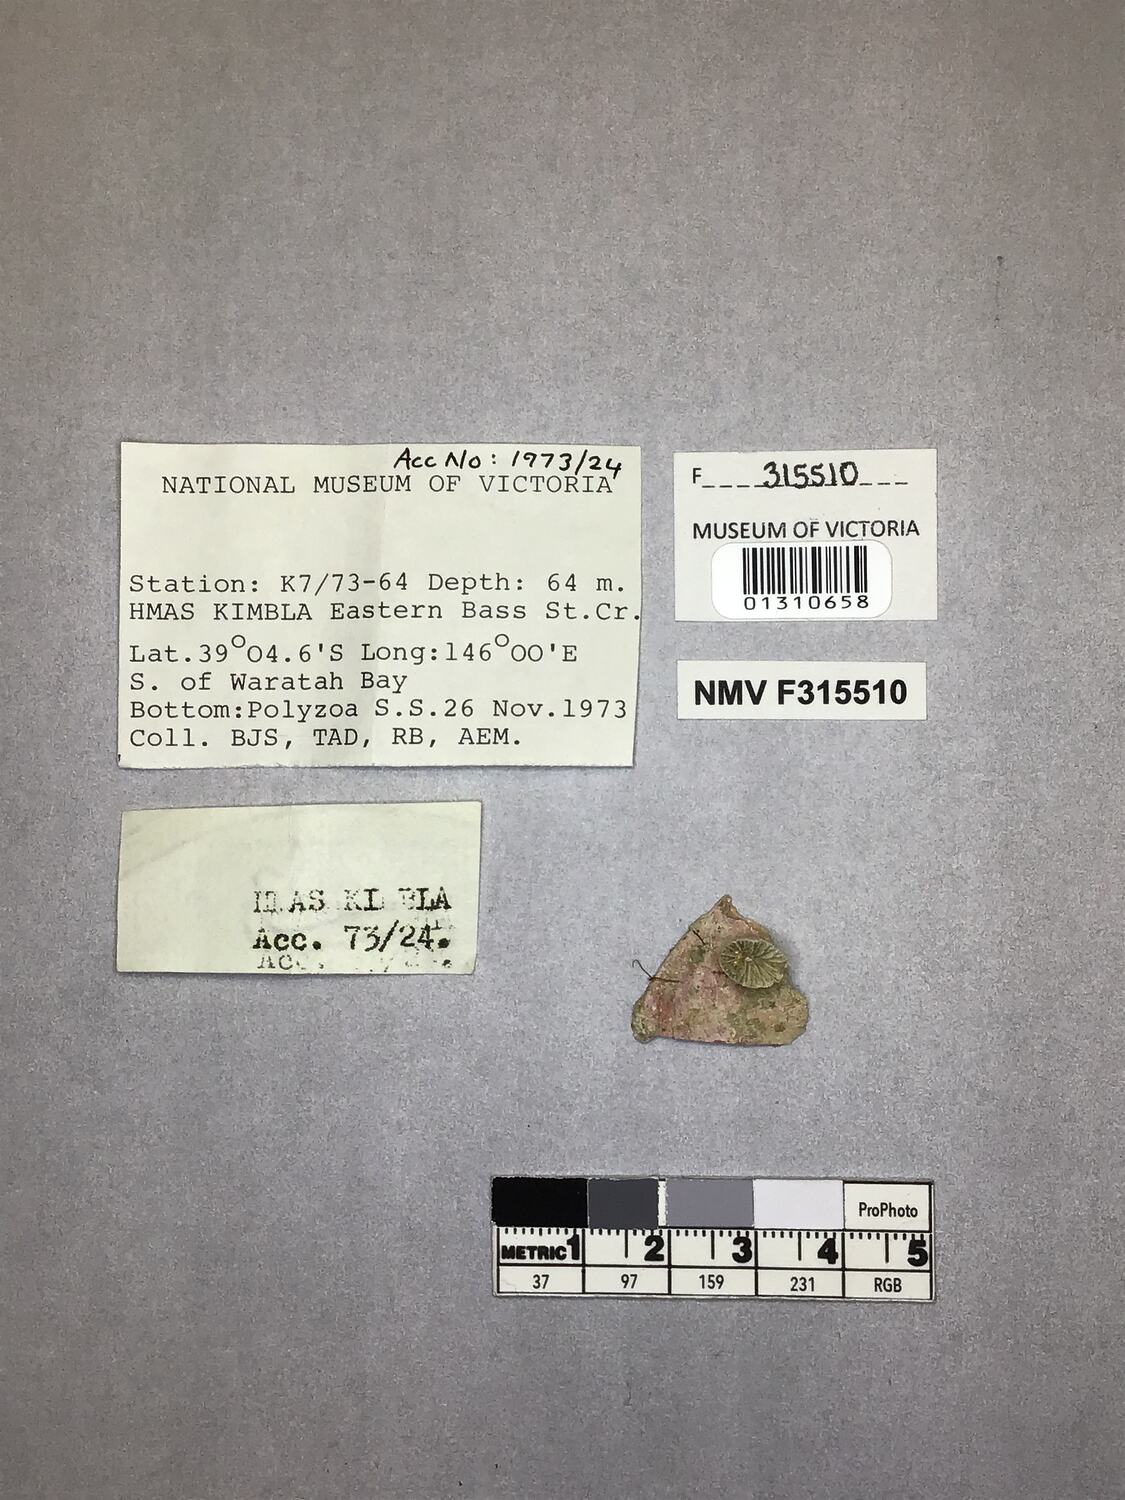 Acc No: 1973/24
NATIONAL MUSEUM OF VICTORIA
Station: K7/73-64 Depth: 64 m.
HMAS KIMBLA Eastern Bass St.Cr.
Lat.39°04.6'S Long:146°00'E
S. of Waratah Bay
Bottom:Polyzoa S.S.26 Nov.1973
Coll. BJS, TAD, RB, AEM.
F____315510___
MUSEUM OF VICTORIA
01310658
NMV F315510
Acc. 73/24.
ProPhoto
METRIC 1 2 3 4 5
37 97 159 231 RGB